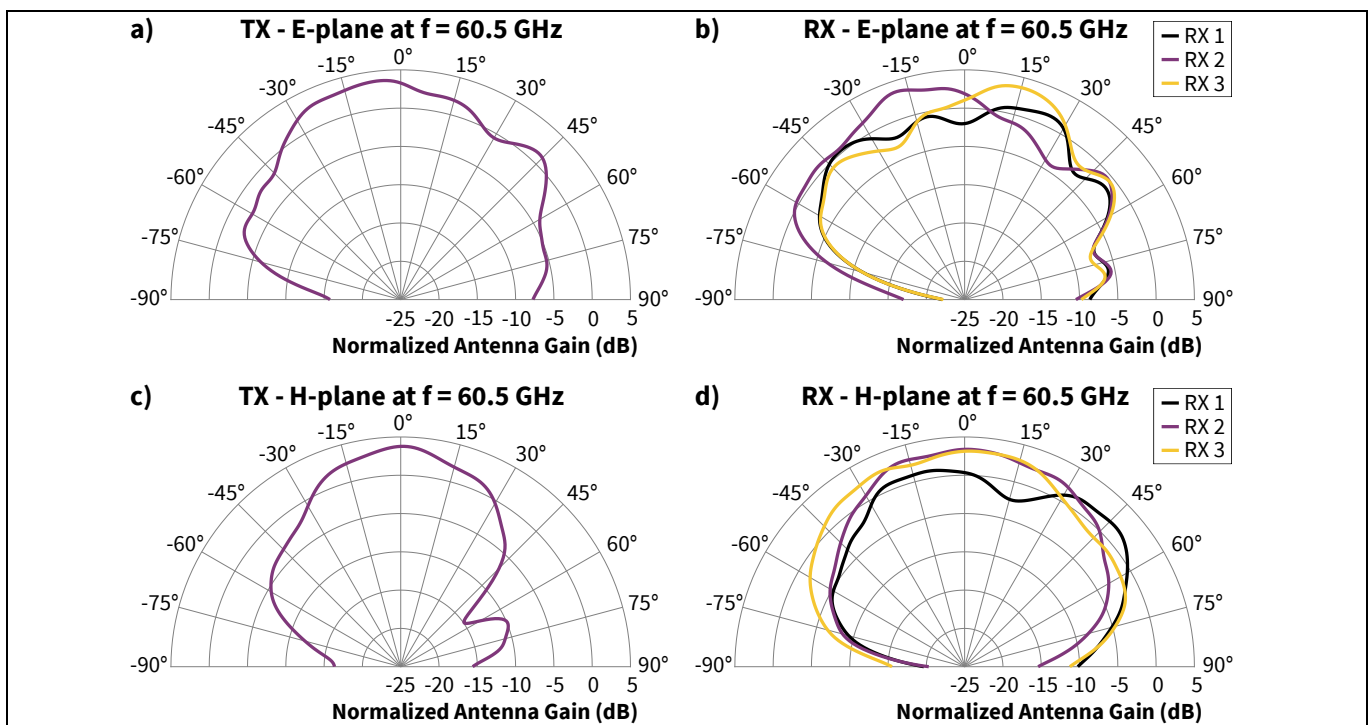 a) TX - E-plane at f = 60.5 GHz
0°
-15° 15°
-30° 30°
-45° 45°
-60° 60°
-75° 75°
-90° 90°
-25 -20 -15 -10 -5 0 5
Normalized Antenna Gain (dB)
b) RX - E-plane at f = 60.5 GHz
RX 1
RX 2
RX 3
0°
-15° 15°
-30° 30°
-45° 45°
-60° 60°
-75° 75°
-90° 90°
-25 -20 -15 -10 -5 0 5
Normalized Antenna Gain (dB)
c) TX - H-plane at f = 60.5 GHz
0°
-15° 15°
-30° 30°
-45° 45°
-60° 60°
-75° 75°
-90° 90°
-25 -20 -15 -10 -5 0 5
Normalized Antenna Gain (dB)
d) RX - H-plane at f = 60.5 GHz
RX 1
RX 2
RX 3
0°
-15° 15°
-30° 30°
-45° 45°
-60° 60°
-75° 75°
-90° 90°
-25 -20 -15 -10 -5 0 5
Normalized Antenna Gain (dB)